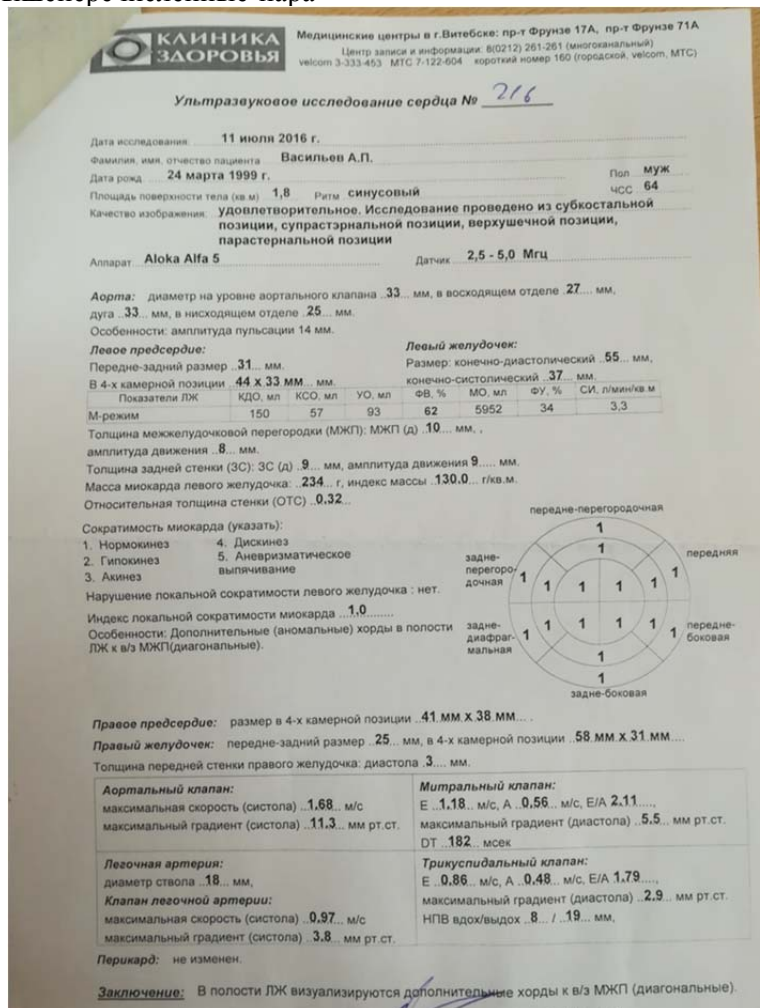 КЛИНИКА ЗДОРОВЬЯ
Медицинские центры в г.Витебске: пр-т Фрунзе 17А, пр-т Фрунзе 71А
Центр записи и информации: 8(0212) 261-261 (многоканальный)
velcom 3-333-453 МТС 7-122-604 короткий номер 160 (городской, velcom, МТС)
Ультразвуковое исследование сердца № 216
Дата исследования: 11 июля 2016 г.
Фамилия, имя, отчество пациента Васильев А.П.
Дата рожд. 24 марта 1999 г. Пол муж
Площадь поверхности тела (кв.м) 1,8 Ритм синусовый ЧСС 64
Качество изображения: удовлетворительное. Исследование проведено из субкостальной
позиции, супрастэрнальной позиции, верхушечной позиции,
парастернальной позиции
Аппарат Aloka Alfa 5 Датчик 2,5 - 5,0 Мгц
Аорта: диаметр на уровне аортального клапана ..33... мм, в восходящем отделе ..27.... мм,
дуга ..33... мм, в нисходящем отделе ..25... мм.
Особенности: амплитуда пульсации 14 мм.
Левое предсердие:
Передне-задний размер ..31... мм.
В 4-х камерной позиции ..44 х 33 мм... мм.
Левый желудочек:
Размер: конечно-диастолический ..55... мм,
конечно-систолический ..37... мм.
Показатели ЛЖ КДО, мл КСО, мл УО, мл ФВ, % МО, мл ФУ, % СИ, л/мин/кв.м
М-режим 150 57 93 62 5952 34 3,3
Толщина межжелудочковой перегородки (МЖП): МЖП (д) ..10.... мм, ,
амплитуда движения ..8... мм.
Толщина задней стенки (ЗС): ЗС (д) ..9... мм, амплитуда движения 9..... мм.
Масса миокарда левого желудочка: ..234... г, индекс массы ..130.0... г/кв.м.
Относительная толщина стенки (ОТС) ..0,32...
Сократимость миокарда (указать):
1. Нормокинез 4. Дискинез
2. Гипокинез 5. Аневризматическое
3. Акинез выпячивание
Нарушение локальной сократимости левого желудочка : нет.
Индекс локальной сократимости миокарда ...1,0........
Особенности: Дополнительные (аномальные) хорды в полости
ЛЖ к в/з МЖП(диагональные).
передне-перегородочная
1
1
задне-перегоро-дочная
передняя
1 1 1 1 1 1
задне-диафраг-мальная
передне-боковая
1 1 1 1 1 1
1
1
задне-боковая
Правое предсердие: размер в 4-х камерной позиции ..41 мм х 38 мм... .
Правый желудочек: передне-задний размер ..25... мм, в 4-х камерной позиции ..58 мм х 31 мм....
Толщина передней стенки правого желудочка: диастола .3.... мм.
Аортальный клапан:
максимальная скорость (систола) ..1.68... м/с
максимальный градиент (систола) ..11.3... мм рт.ст.
Митральный клапан:
Е ..1.18... м/с, А ..0,56... м/с, Е/А 2.11.....,
максимальный градиент (диастола) ..5.5... мм рт.ст.
DT ..182... мсек
Легочная артерия:
диаметр ствола ..18... мм,
Клапан легочной артерии:
максимальная скорость (систола) ..0.97... м/с
максимальный градиент (систола) ..3.8... мм рт.ст.
Трикуспидальный клапан:
Е ..0.86... м/с, А ..0.48... м/с, Е/А 1.79.....,
максимальный градиент (диастола) ..2.9... мм рт.ст.
НПВ вдох/выдох ..8... / ..19... мм,
Перикард: не изменен.
Заключение: В полости ЛЖ визуализируются дополнительные хорды к в/з МЖП (диагональные).